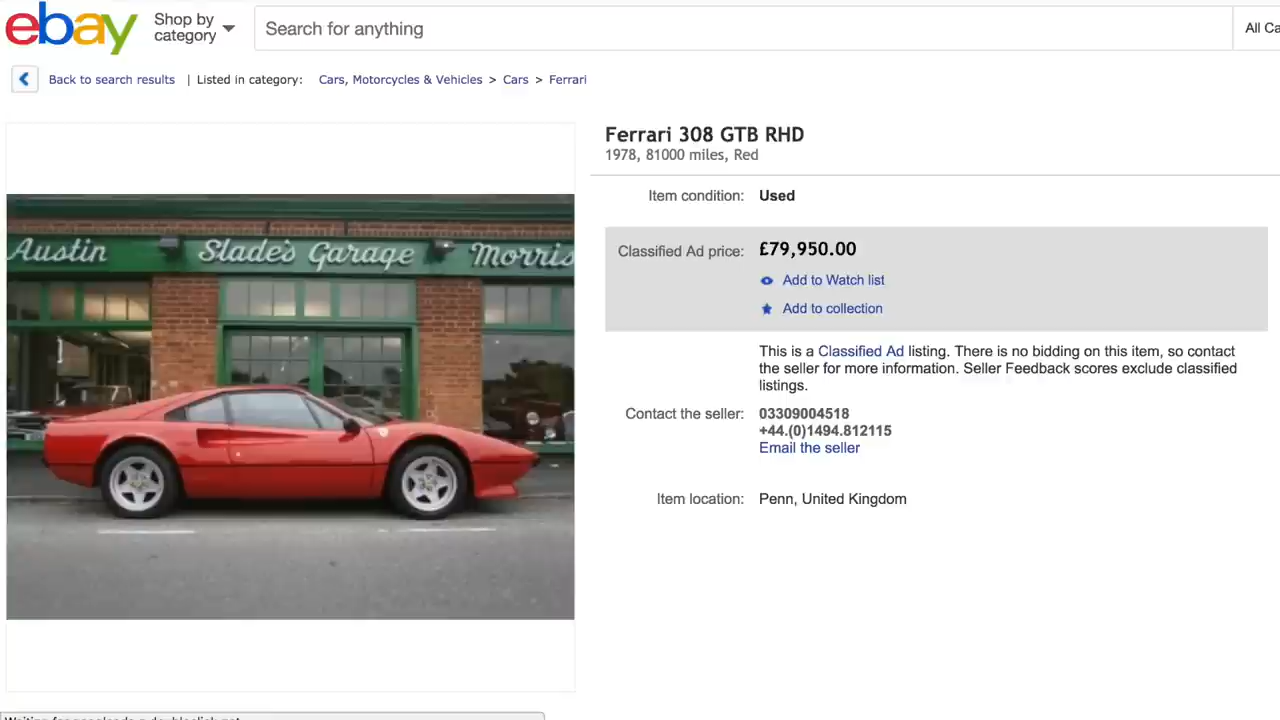 ebay
Shop by
category
Search for anything
All Ca
Back to search results | Listed in category: Cars, Motorcycles & Vehicles > Cars > Ferrari
Ferrari 308 GTB RHD
1978, 81000 miles, Red
Item condition: Used
Classified Ad price: £79,950.00
Add to Watch list
Add to collection
This is a Classified Ad listing. There is no bidding on this item, so contact
the seller for more information. Seller Feedback scores exclude classified
listings.
Contact the seller: 03309004518
+44.(0)1494.812115
Email the seller
Item location: Penn, United Kingdom
Austin Slade's Garage Morris